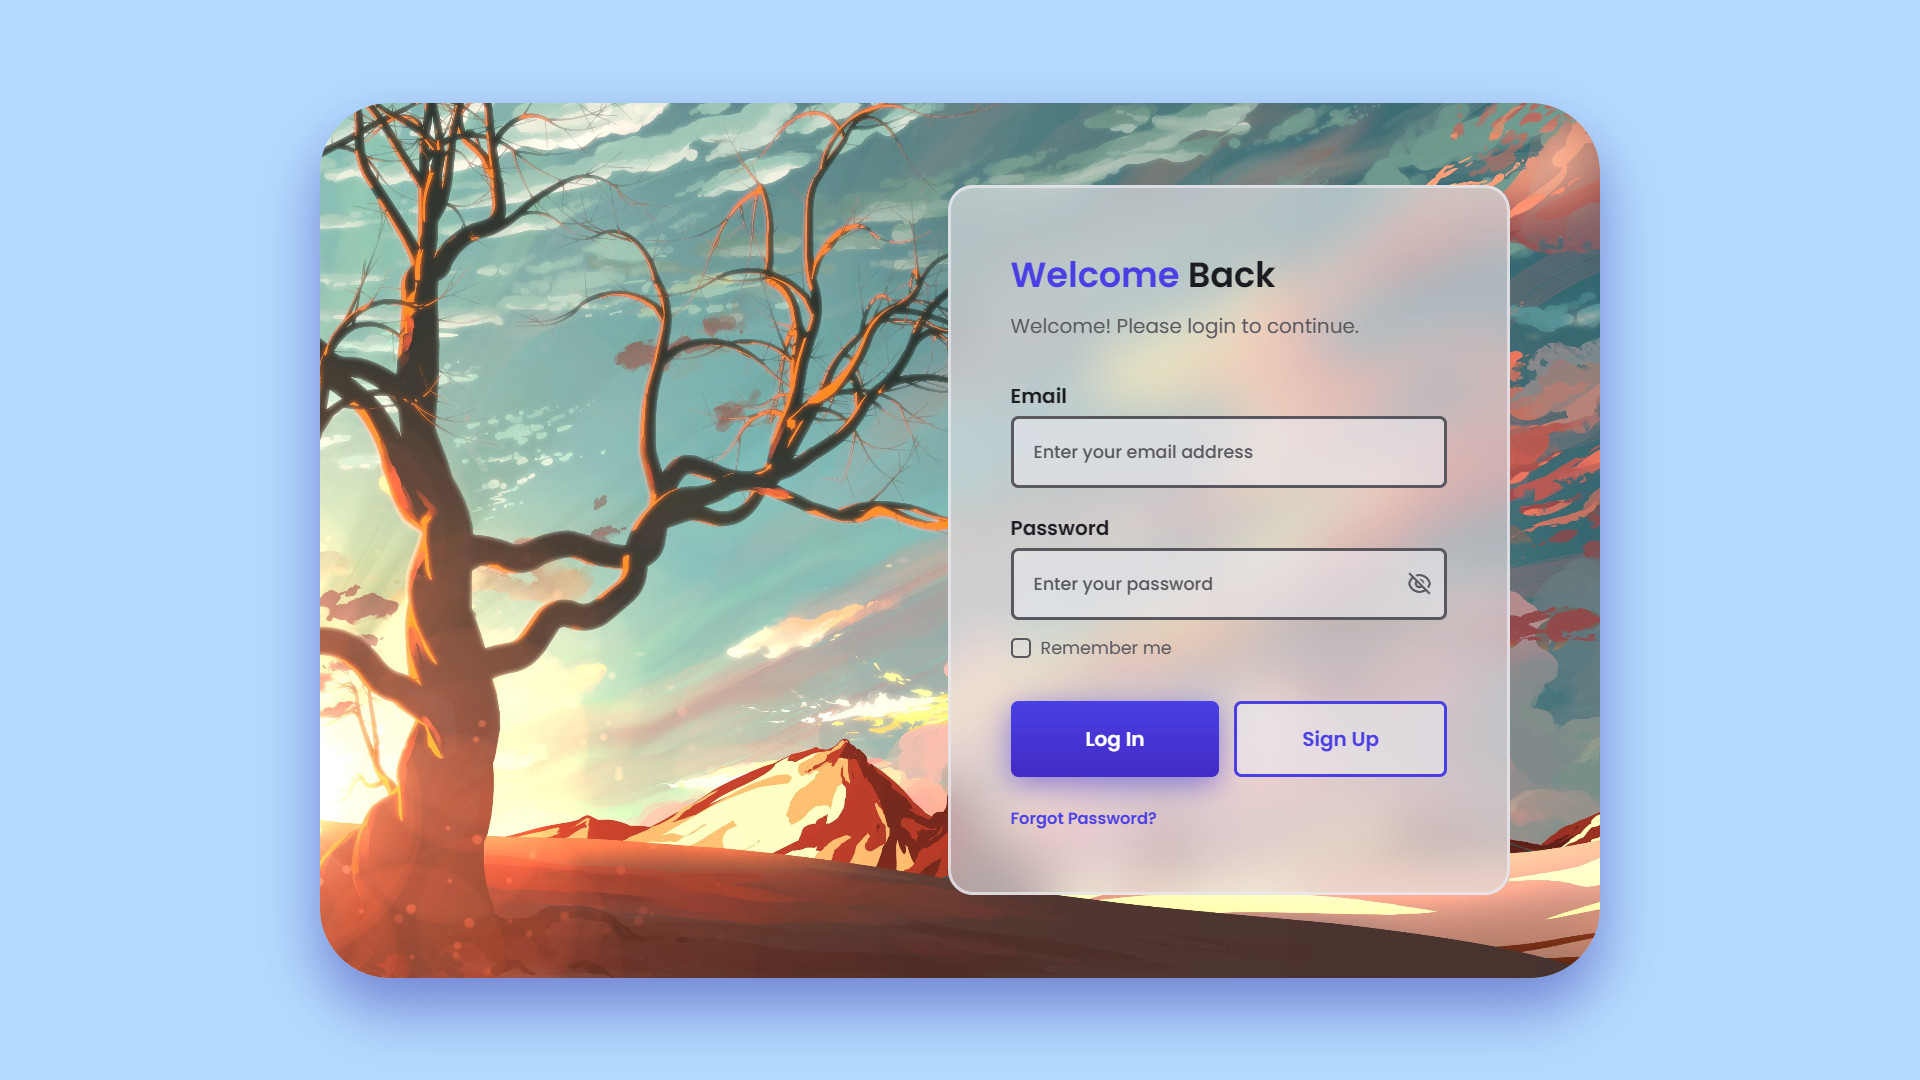 Welcome Back
Welcome! Please login to continue.
Email
Enter your email address
Password
Enter your password
Remember me
Log In Sign Up
Forgot Password?